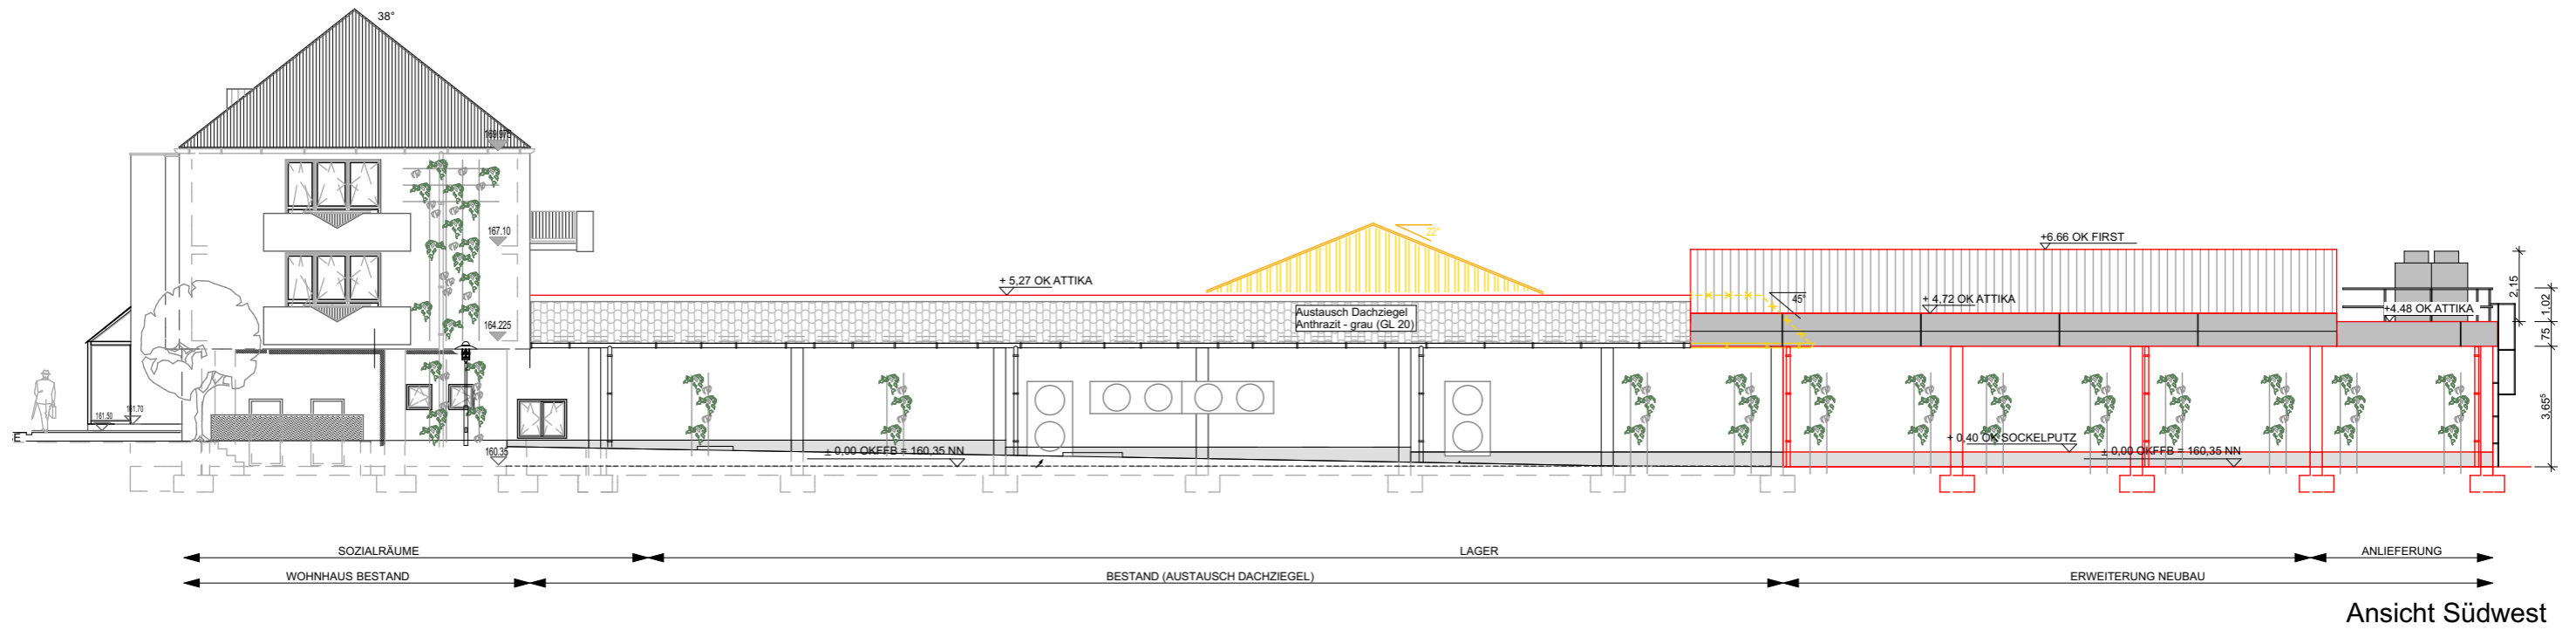 38°
169.975
167.10
22°
+6.66 OK FIRST
+ 5,27 OK ATTIKA
2,15
1,02
45°
+ 4,72 OK ATTIKA
+4.48 OK ATTIKA
Austausch Dachziegel
Anthrazit - grau (GL 20)
164.225
75
3,65⁵
161.50
161.70
E
160.35
± 0,00 OKFFB = 160,35 NN
+ 0,40 OK SOCKELPUTZ
± 0,00 OKFFB = 160,35 NN
SOZIALRÄUME
LAGER
ANLIEFERUNG
WOHNHAUS BESTAND
BESTAND (AUSTAUSCH DACHZIEGEL)
ERWEITERUNG NEUBAU
Ansicht Südwest